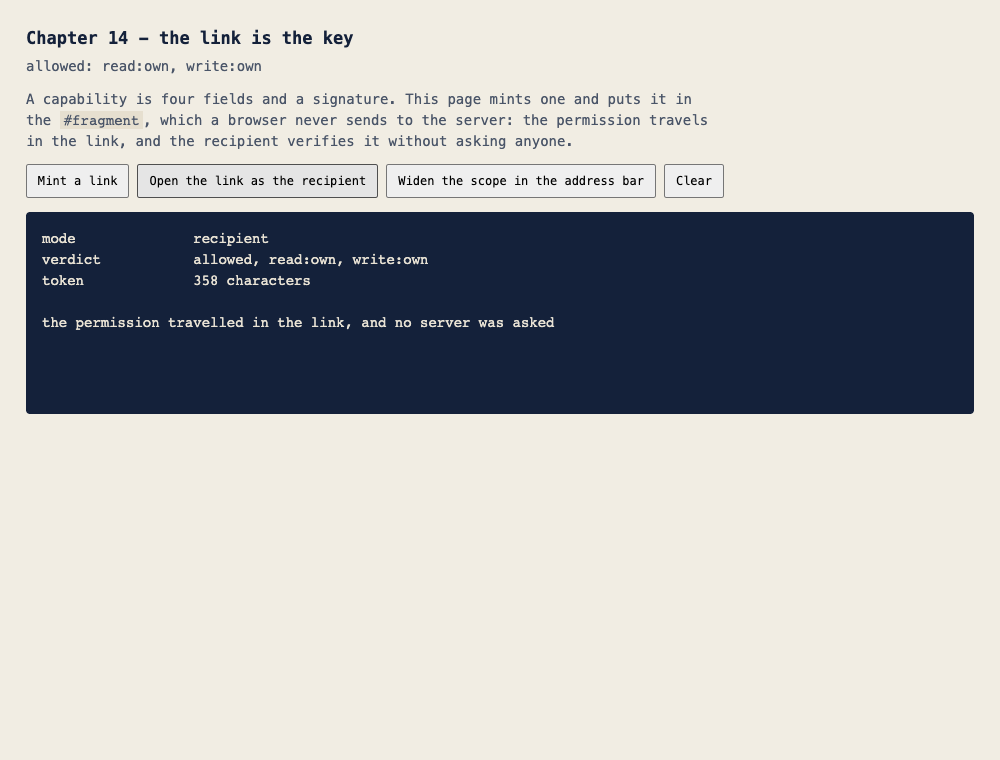 Chapter 14 — the link is the key
allowed: read:own, write:own
A capability is four fields and a signature. This page mints one and puts it in
the #fragment, which a browser never sends to the server: the permission travels
in the link, and the recipient verifies it without asking anyone.
Mint a link Open the link as the recipient Widen the scope in the address bar Clear
mode recipient
verdict allowed, read:own, write:own
token 358 characters
the permission travelled in the link, and no server was asked